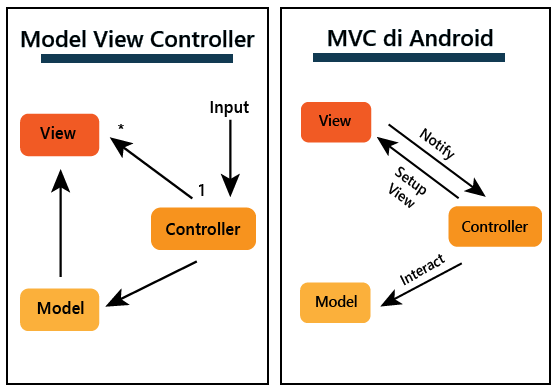 Model View Controller
Input
View
*
1
Controller
Model
MVC di Android
View
Notify
Setup
View
Controller
Interact
Model